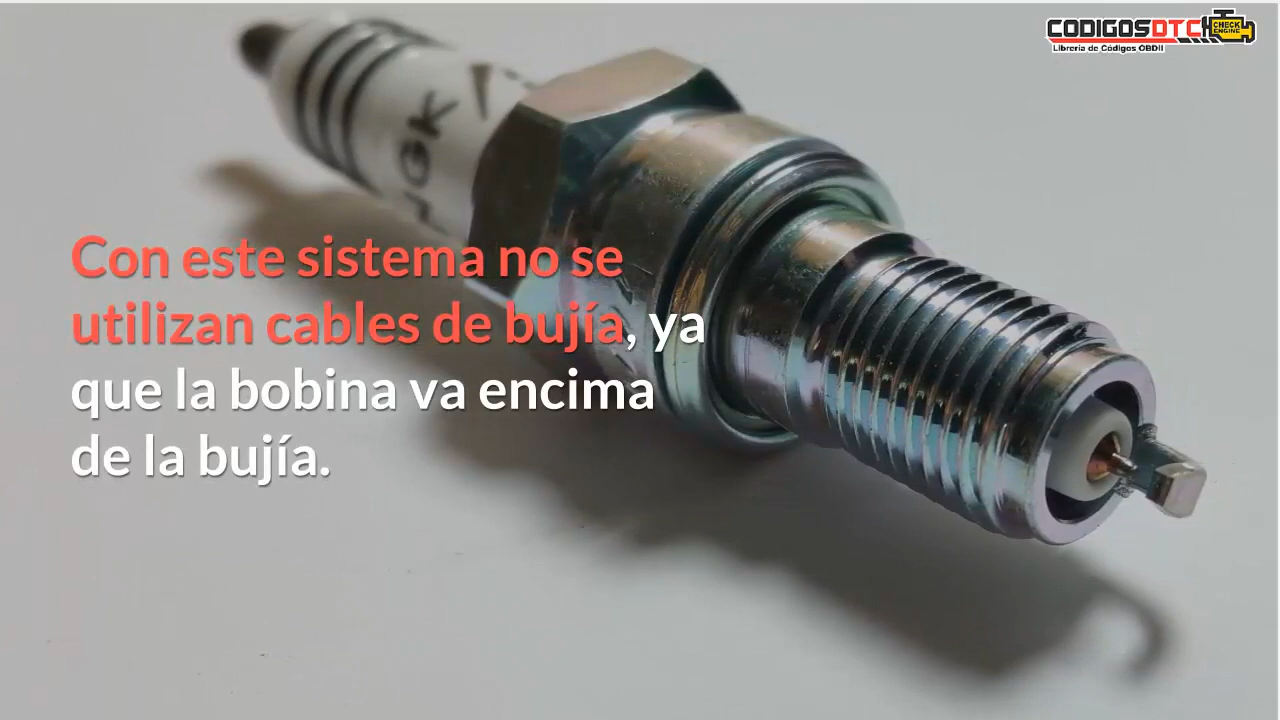 CODIGOSDTC
CHECK
ENGINE
Librería de Códigos OBDII
NGK
Con este sistema no se
utilizan cables de bujía, ya
que la bobina va encima
de la bujía.